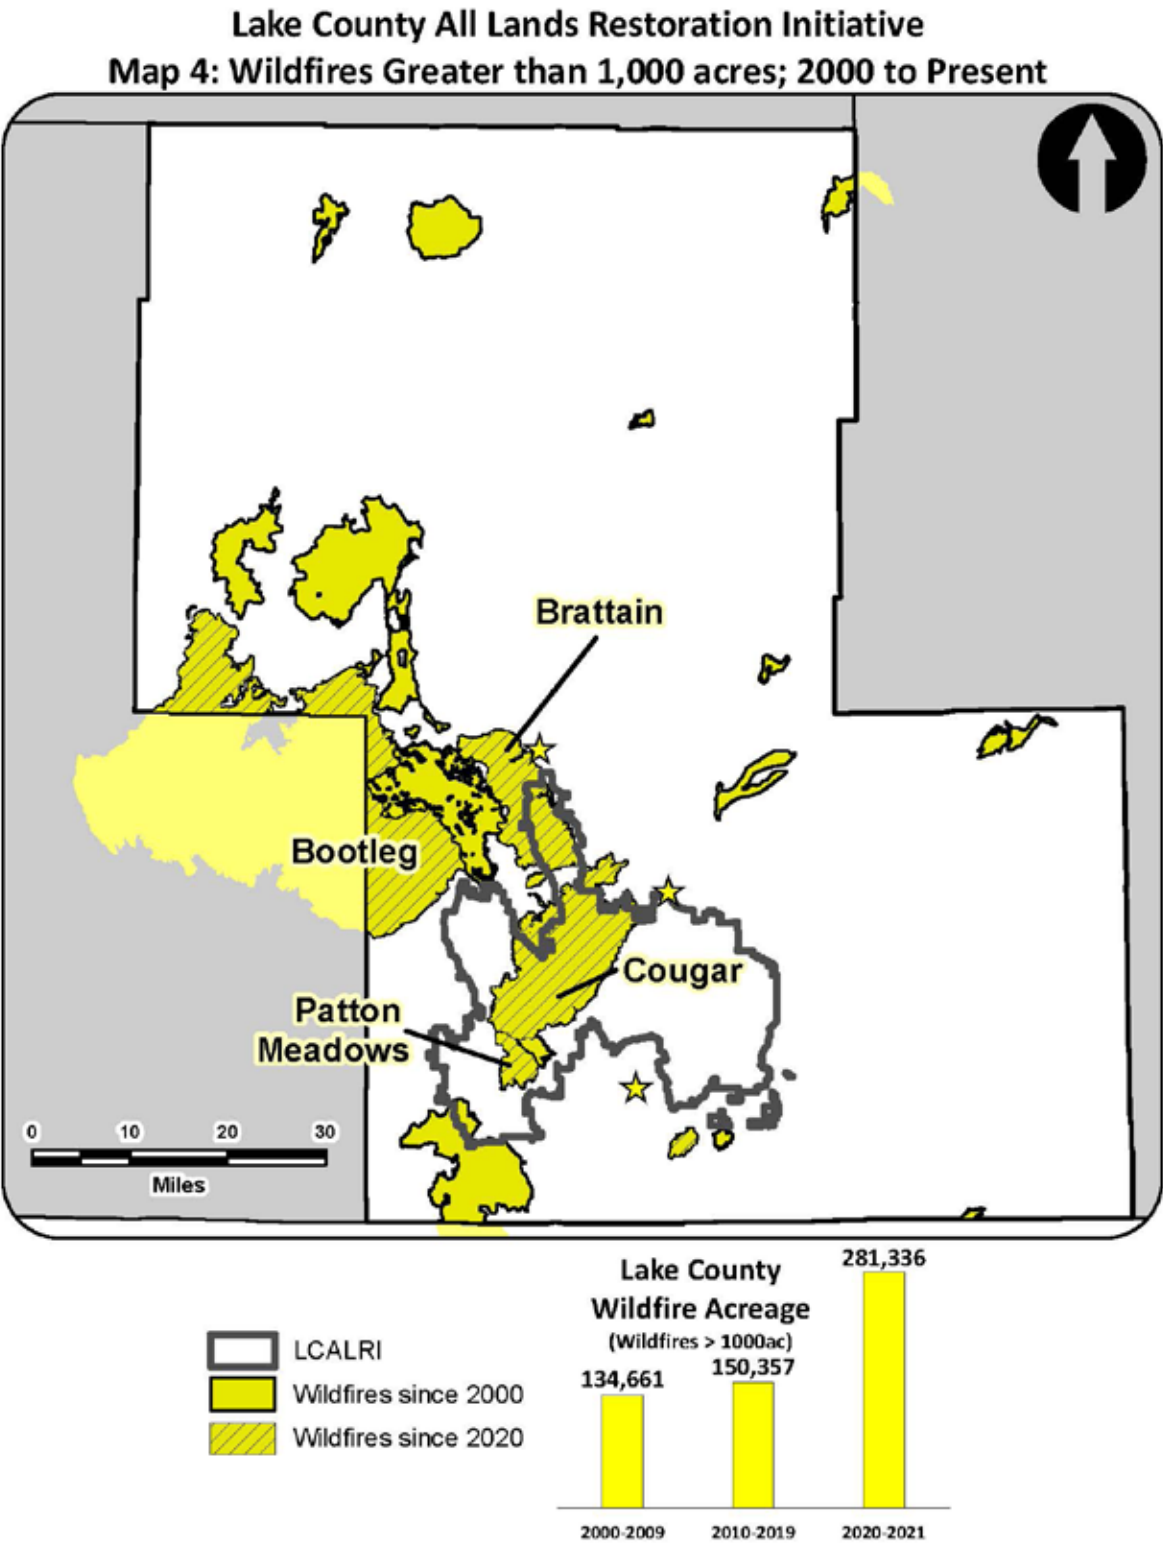 Lake County All Lands Restoration Initiative
Map 4: Wildfires Greater than 1,000 acres; 2000 to Present
Brattain
Bootleg
Cougar
Patton
Meadows
0 10 20 30
Miles
LCALRI
Wildfires since 2000
Wildfires since 2020
Lake County
Wildfire Acreage
(Wildfires > 1000ac)
134,661
150,357
281,336
2000-2009 2010-2019 2020-2021